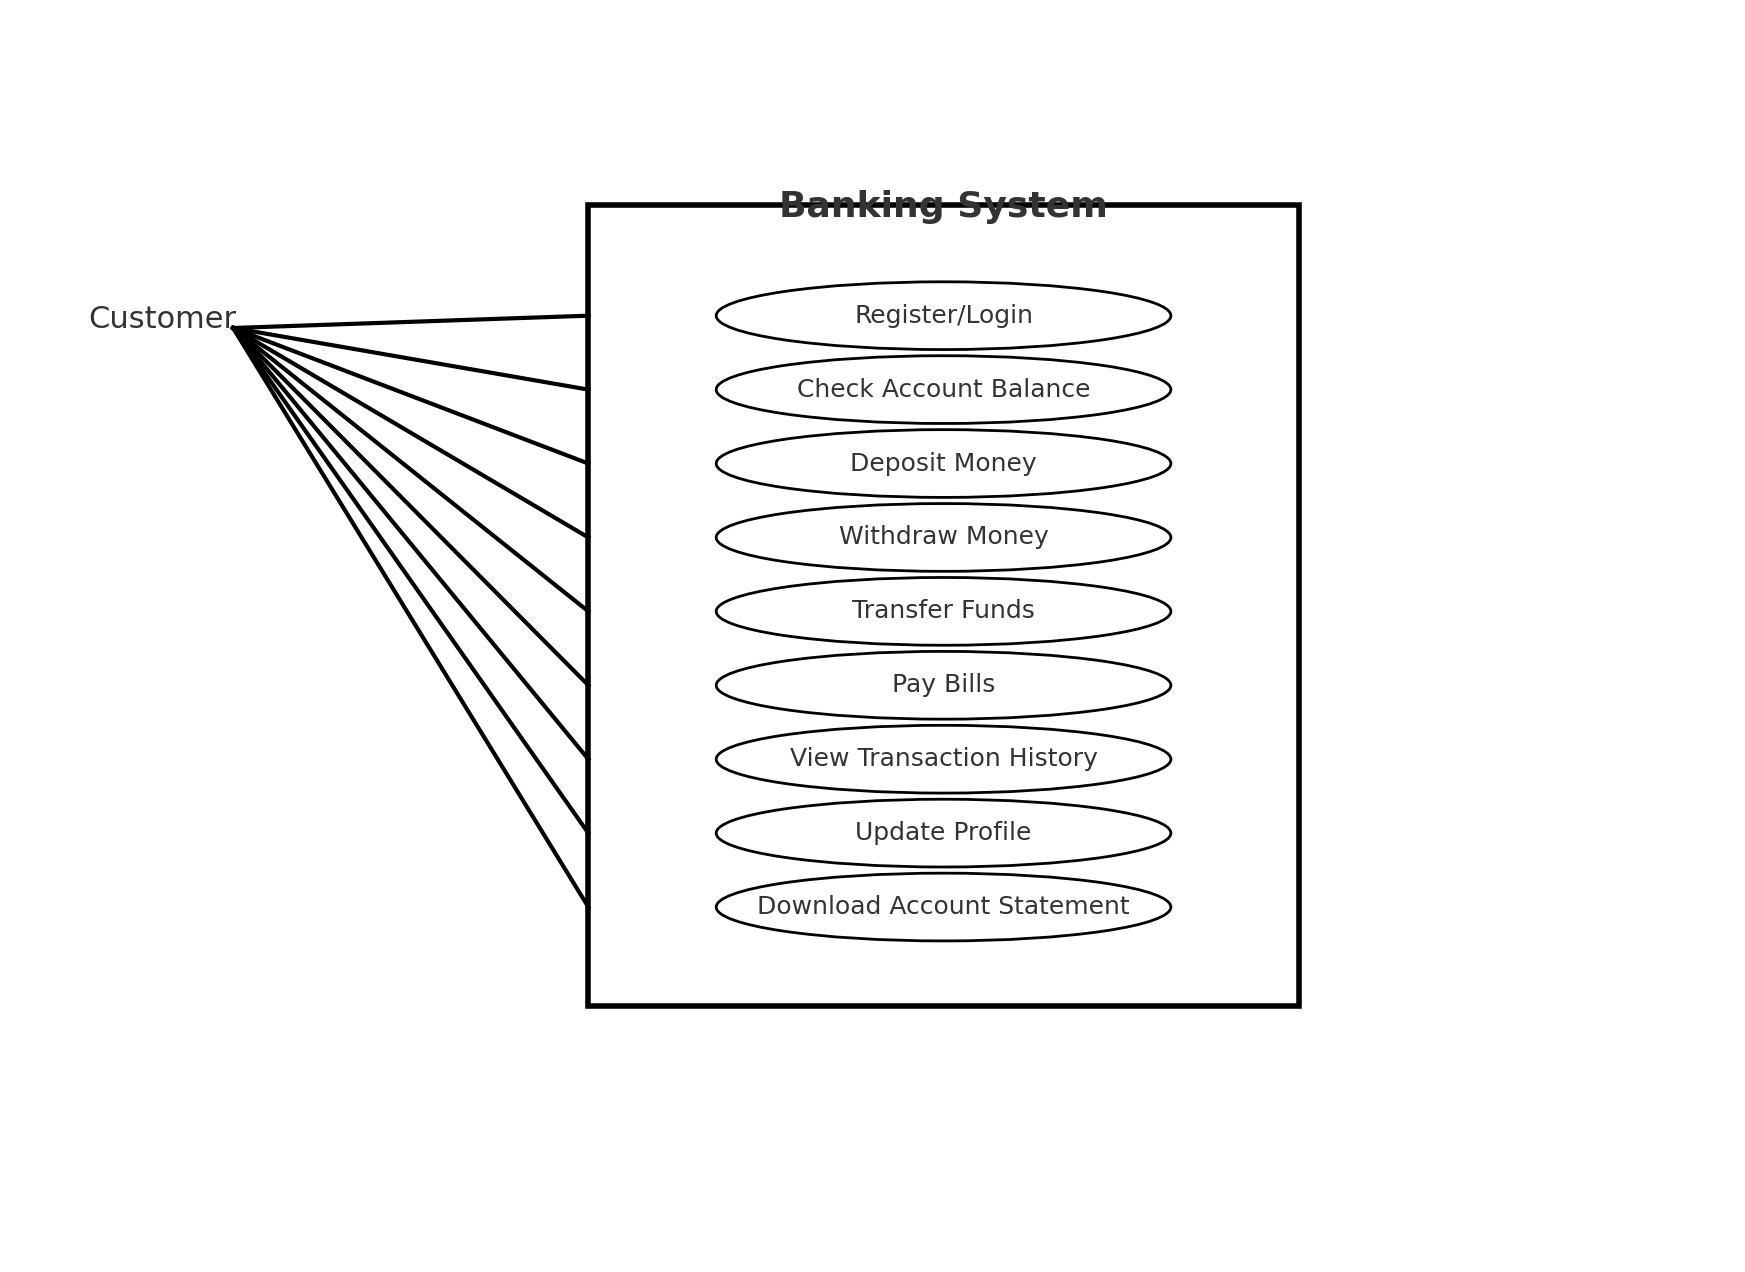 Banking System
Customer
Register/Login
Check Account Balance
Deposit Money
Withdraw Money
Transfer Funds
Pay Bills
View Transaction History
Update Profile
Download Account Statement